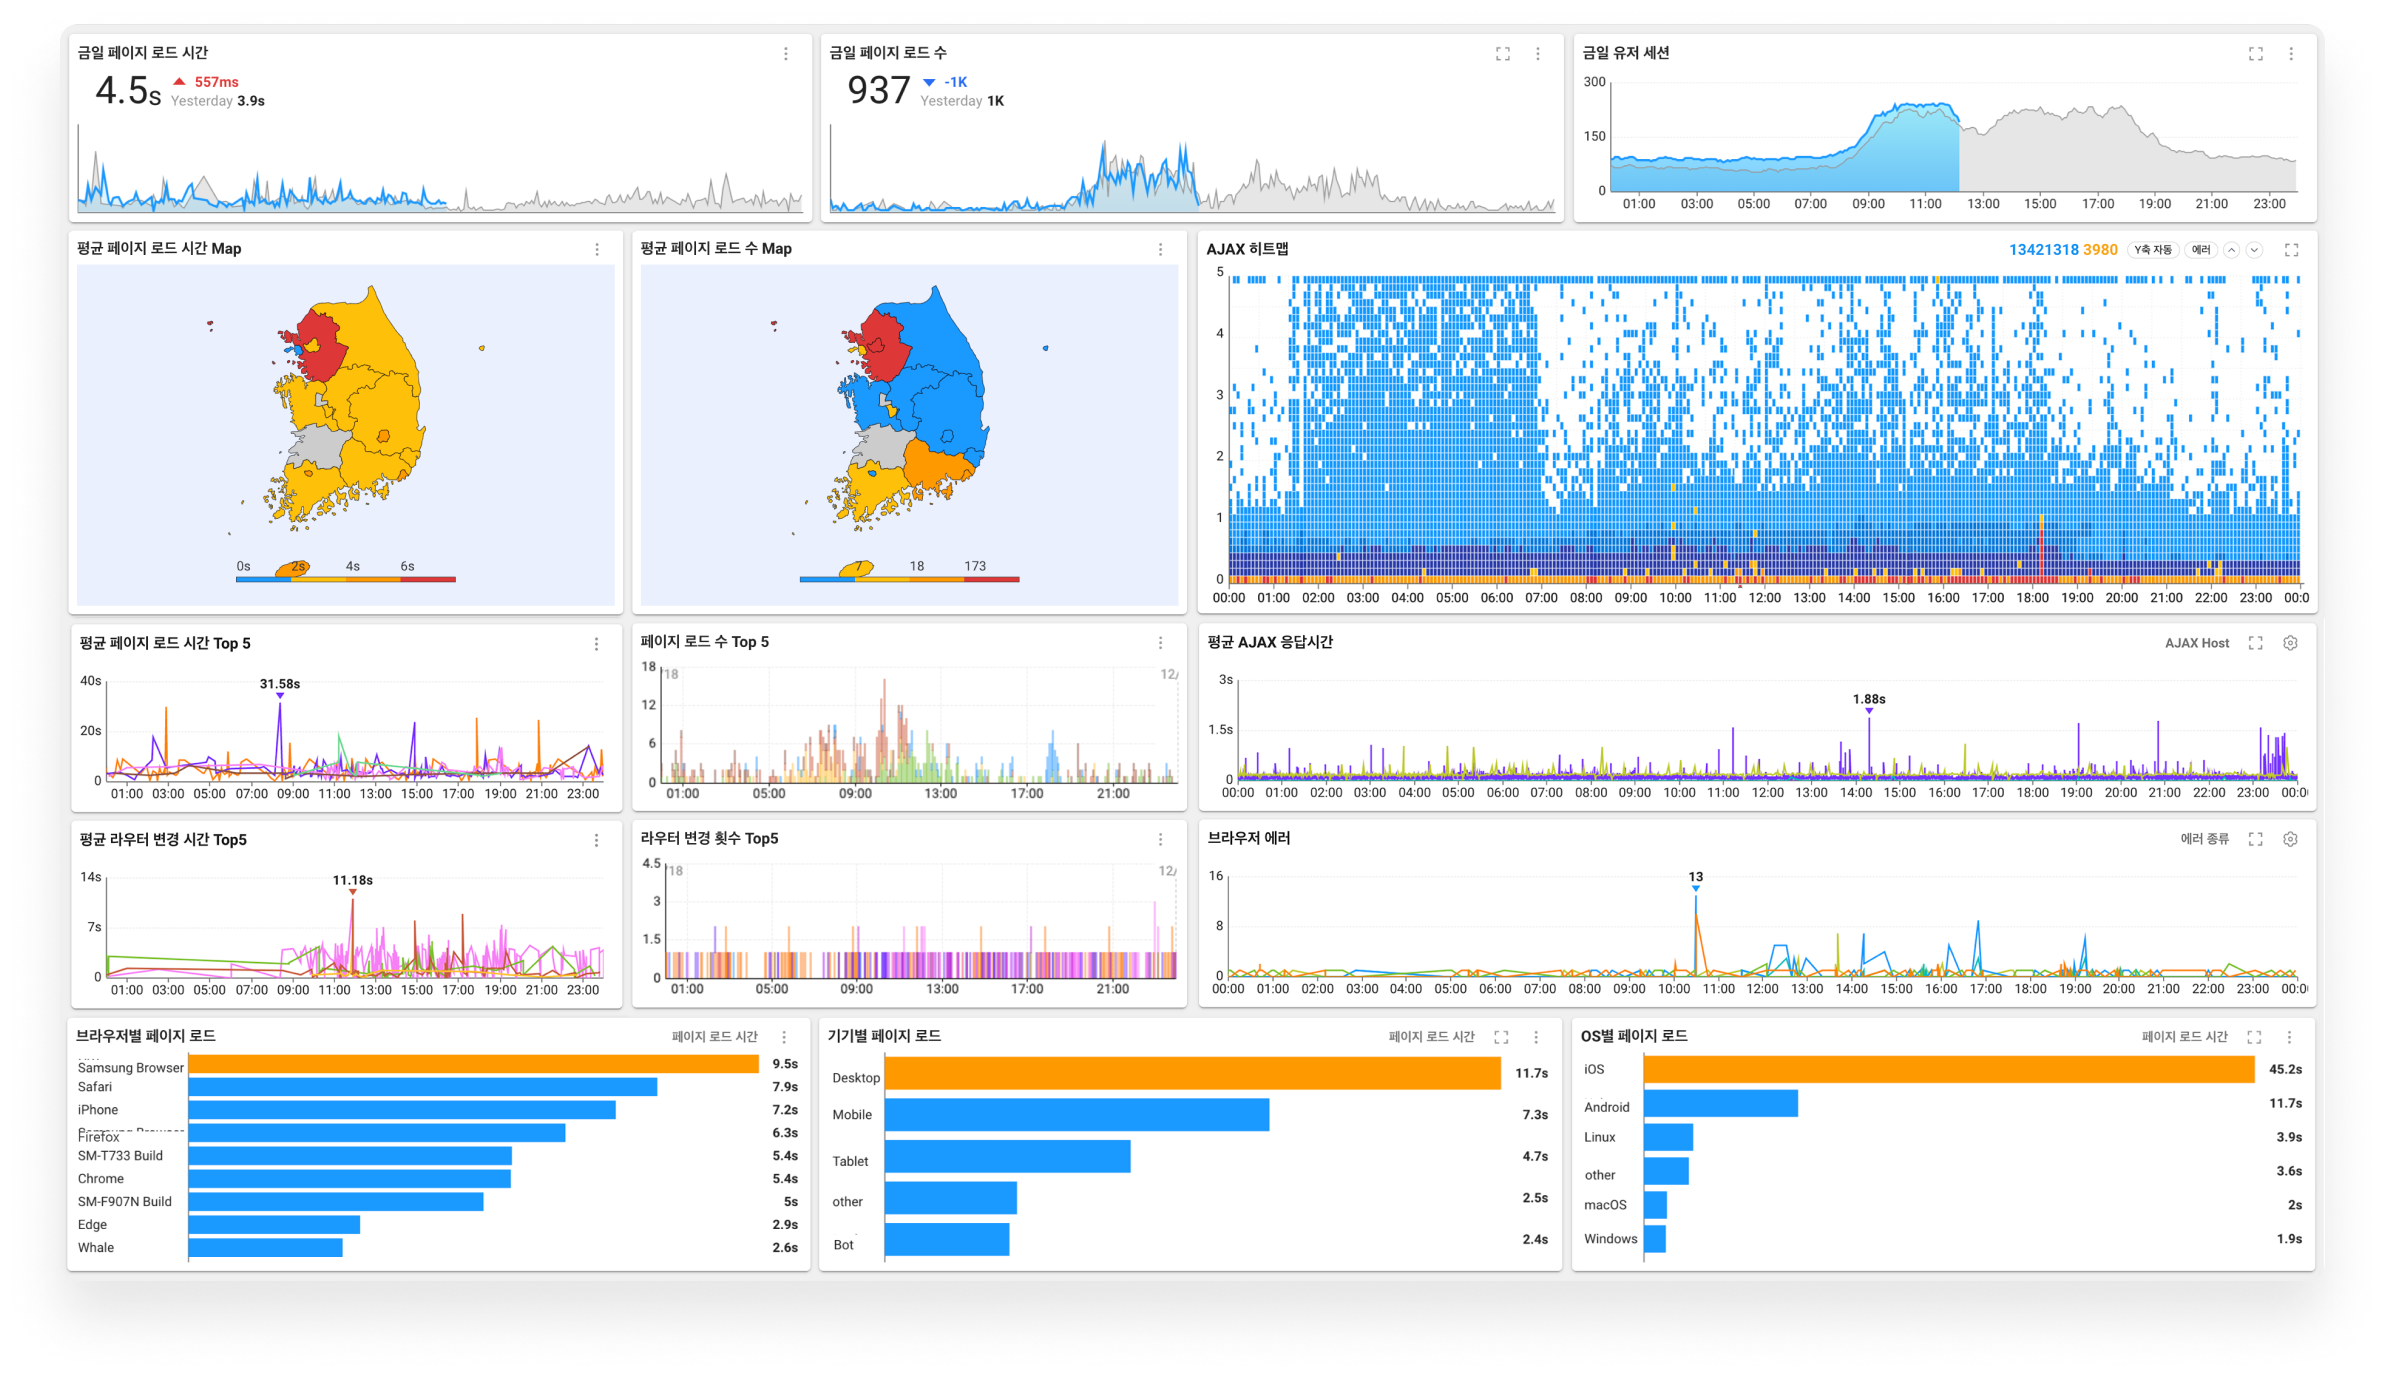 금일 페이지 로드 시간
4.5s
557ms
Yesterday 3.9s
금일 페이지 로드 수
937
-1K
Yesterday 1K
금일 유저 세션
300
150
0
01:00 03:00 05:00 07:00 09:00 11:00 13:00 15:00 17:00 19:00 21:00 23:00
평균 페이지 로드 시간 Map
0s 2s 4s 6s
평균 페이지 로드 수 Map
7 18 173
AJAX 히트맵
13421318 3980 Y축 자동 에러
5
4
3
2
1
0
00:00 01:00 02:00 03:00 04:00 05:00 06:00 07:00 08:00 09:00 10:00 11:00 12:00 13:00 14:00 15:00 16:00 17:00 18:00 19:00 20:00 21:00 22:00 23:00 00:0
평균 페이지 로드 시간 Top 5
31.58s
40s
20s
0
01:00 03:00 05:00 07:00 09:00 11:00 13:00 15:00 17:00 19:00 21:00 23:00
페이지 로드 수 Top 5
18
12
6
0
/18 12/
01:00 05:00 09:00 13:00 17:00 21:00
평균 AJAX 응답시간
AJAX Host
3s
1.5s
0
1.88s
00:00 01:00 02:00 03:00 04:00 05:00 06:00 07:00 08:00 09:00 10:00 11:00 12:00 13:00 14:00 15:00 16:00 17:00 18:00 19:00 20:00 21:00 22:00 23:00 00:0
평균 라우터 변경 시간 Top5
11.18s
14s
7s
0
01:00 03:00 05:00 07:00 09:00 11:00 13:00 15:00 17:00 19:00 21:00 23:00
라우터 변경 횟수 Top5
4.5
3
1.5
0
/18 12/
01:00 05:00 09:00 13:00 17:00 21:00
브라우저 에러
에러 종류
16
8
0
13
00:00 01:00 02:00 03:00 04:00 05:00 06:00 07:00 08:00 09:00 10:00 11:00 12:00 13:00 14:00 15:00 16:00 17:00 18:00 19:00 20:00 21:00 22:00 23:00 00:0
브라우저별 페이지 로드
페이지 로드 시간
Samsung Browser 9.5s
Safari 7.9s
iPhone 7.2s
Firefox 6.3s
SM-T733 Build 5.4s
Chrome 5.4s
SM-F907N Build 5s
Edge 2.9s
Whale 2.6s
기기별 페이지 로드
페이지 로드 시간
Desktop 11.7s
Mobile 7.3s
Tablet 4.7s
other 2.5s
Bot 2.4s
OS별 페이지 로드
페이지 로드 시간
iOS 45.2s
Android 11.7s
Linux 3.9s
other 3.6s
macOS 2s
Windows 1.9s